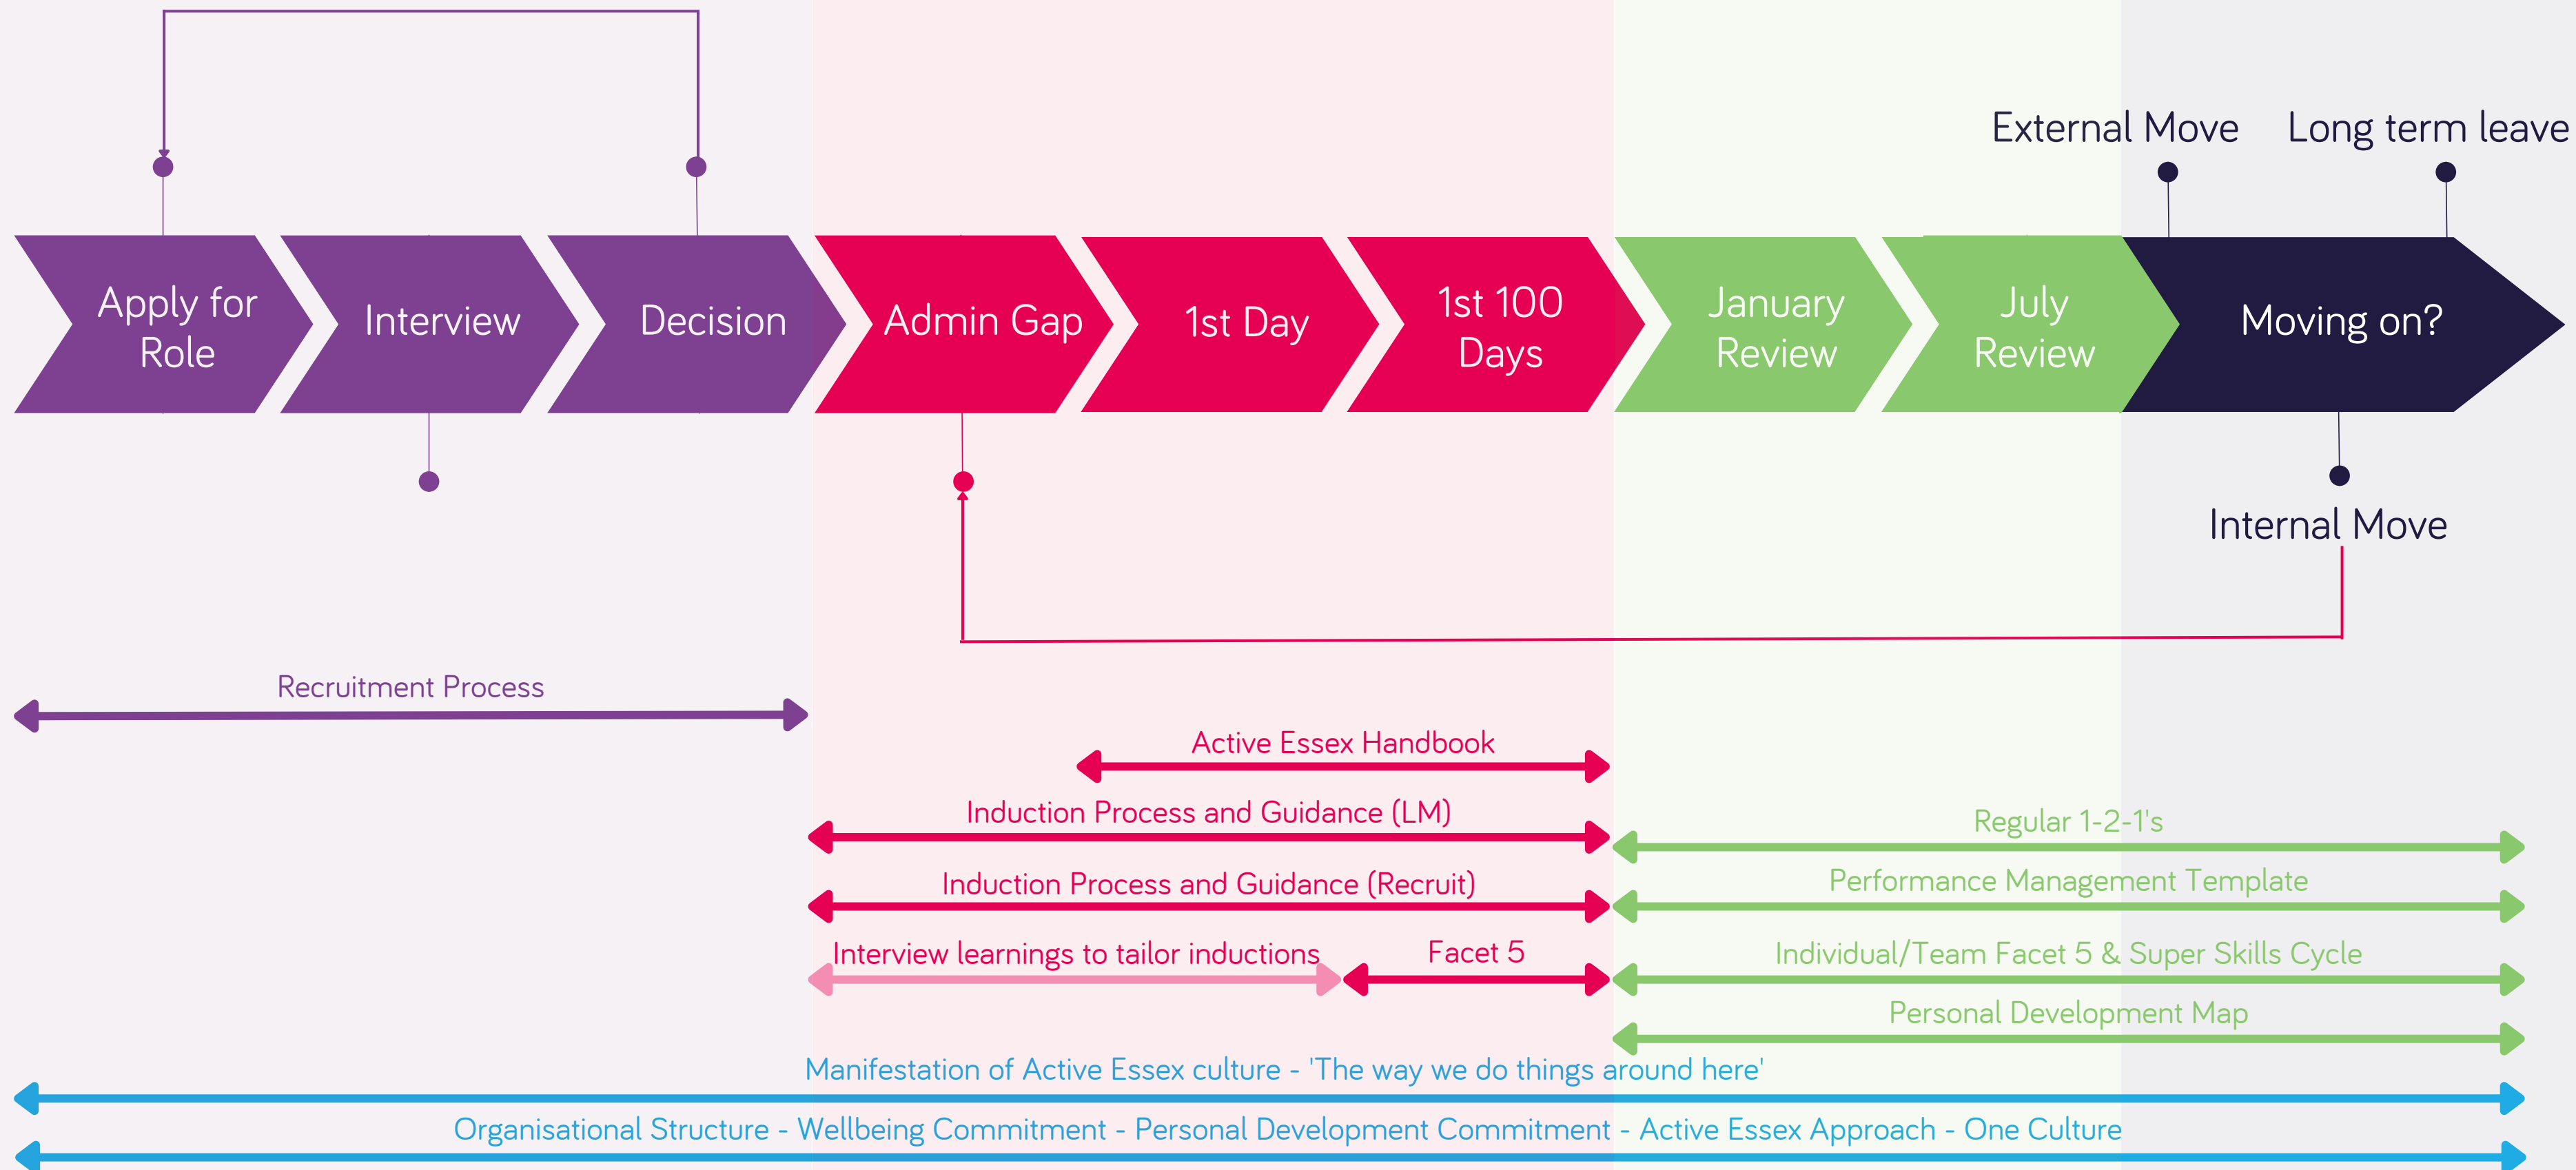 External Move
Long term leave
Apply for
Role
Interview
Decision
Admin Gap
1st Day
1st 100
Days
January
Review
July
Review
Moving on?
Internal Move
Recruitment Process
Active Essex Handbook
Induction Process and Guidance (LM)
Regular 1-2-1's
Induction Process and Guidance (Recruit)
Performance Management Template
Interview learnings to tailor inductions
Facet 5
Individual/Team Facet 5 & Super Skills Cycle
Personal Development Map
Manifestation of Active Essex culture - 'The way we do things around here'
Organisational Structure - Wellbeing Commitment - Personal Development Commitment - Active Essex Approach - One Culture